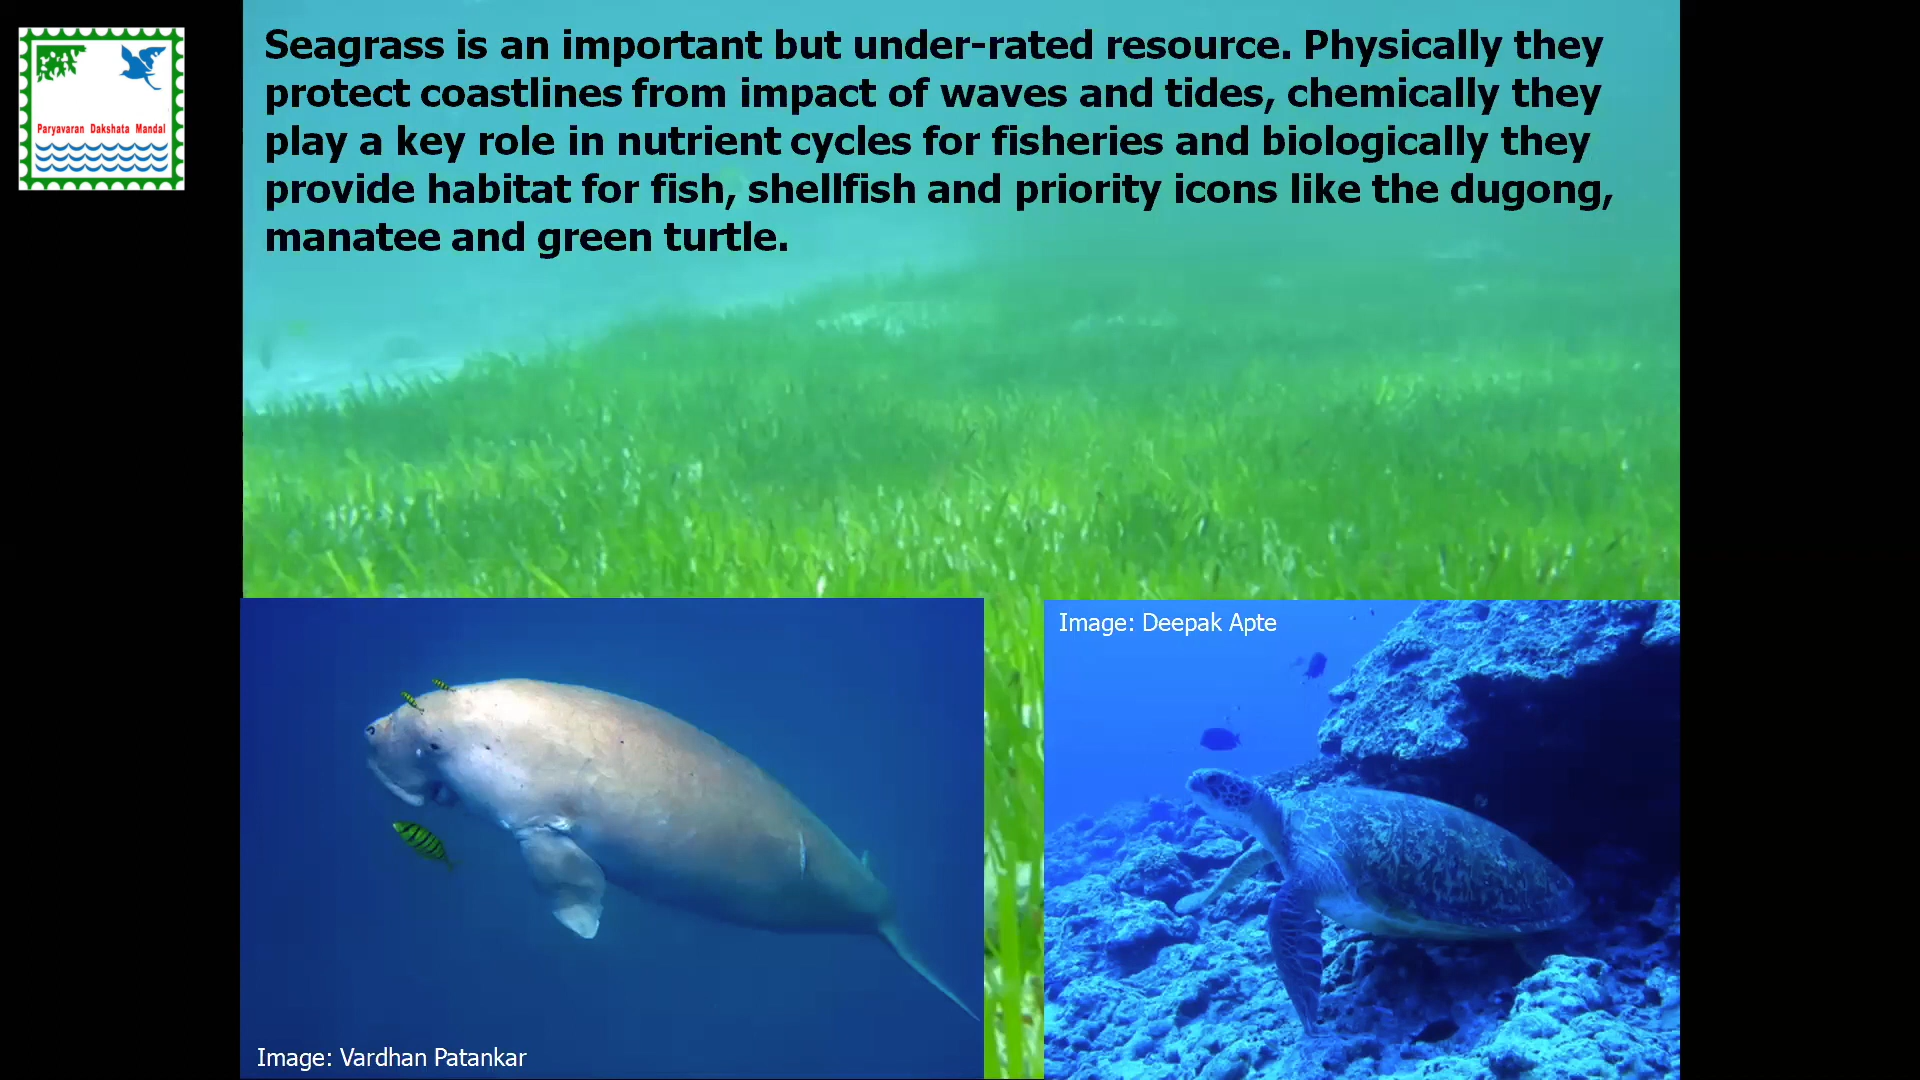 Paryavaran Dakshata Mandal
Seagrass is an important but under-rated resource. Physically they
protect coastlines from impact of waves and tides, chemically they
play a key role in nutrient cycles for fisheries and biologically they
provide habitat for fish, shellfish and priority icons like the dugong,
manatee and green turtle.
Image: Deepak Apte
Image: Vardhan Patankar